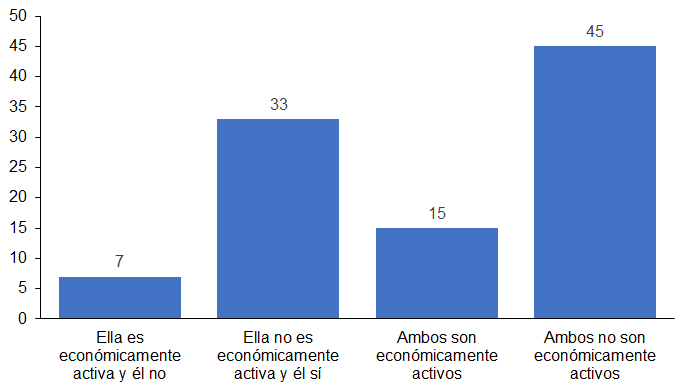 50
45
40
35
30
25
20
15
10
5
0
7
33
15
45
Ella es
económicamente
activa y él no
Ella no es
económicamente
activa y él sí
Ambos son
económicamente
activos
Ambos no son
económicamente
activos